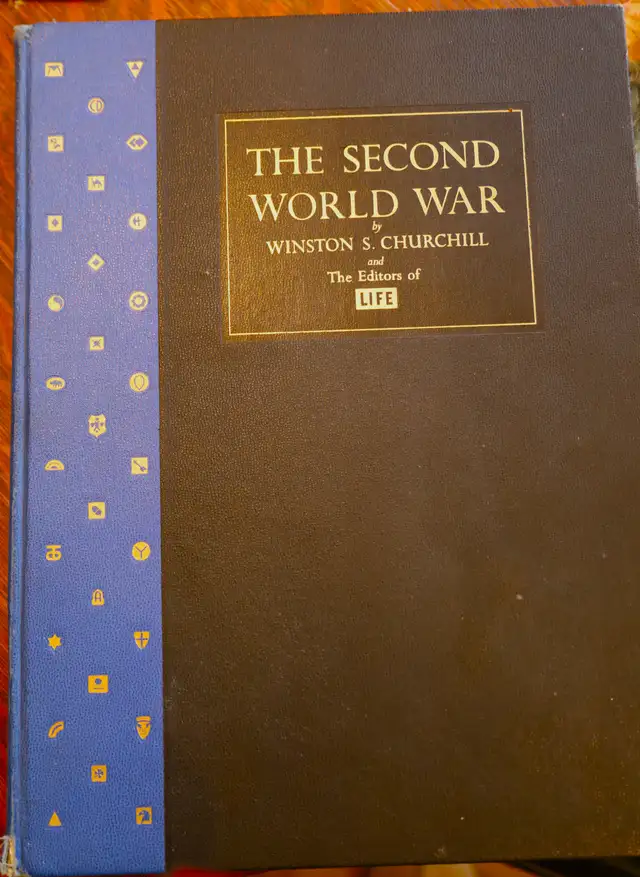 THE SECOND
WORLD WAR
by
WINSTON S. CHURCHILL
and
The Editors of
LIFE